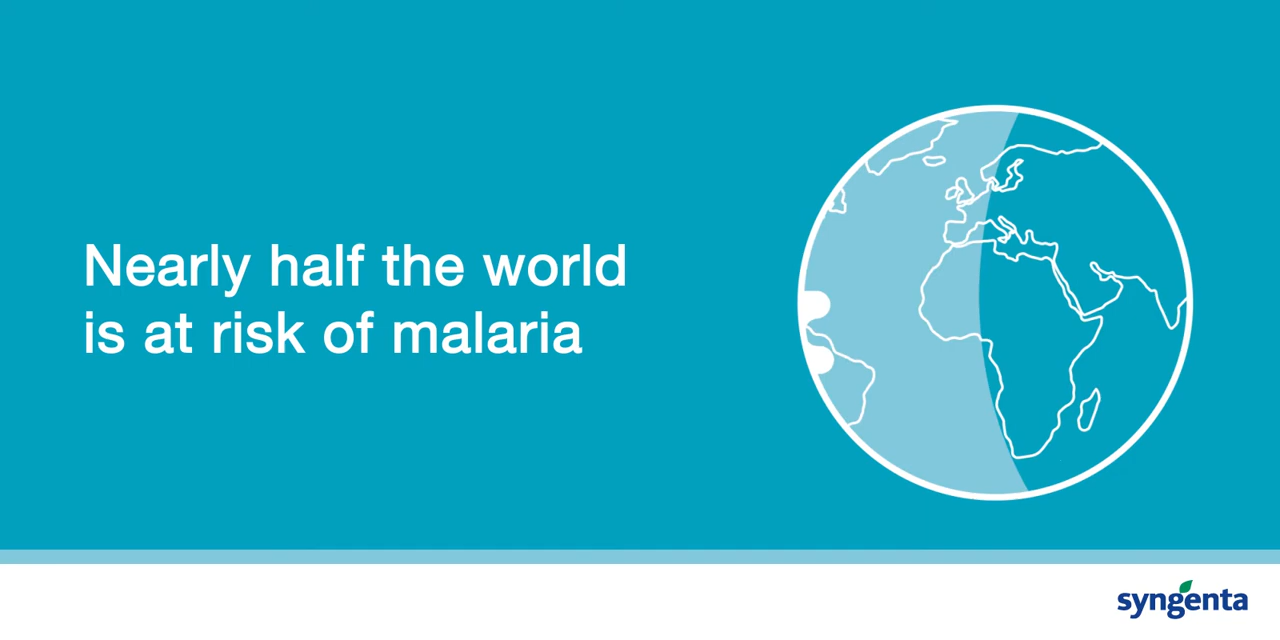 Nearly half the world
is at risk of malaria
syngenta